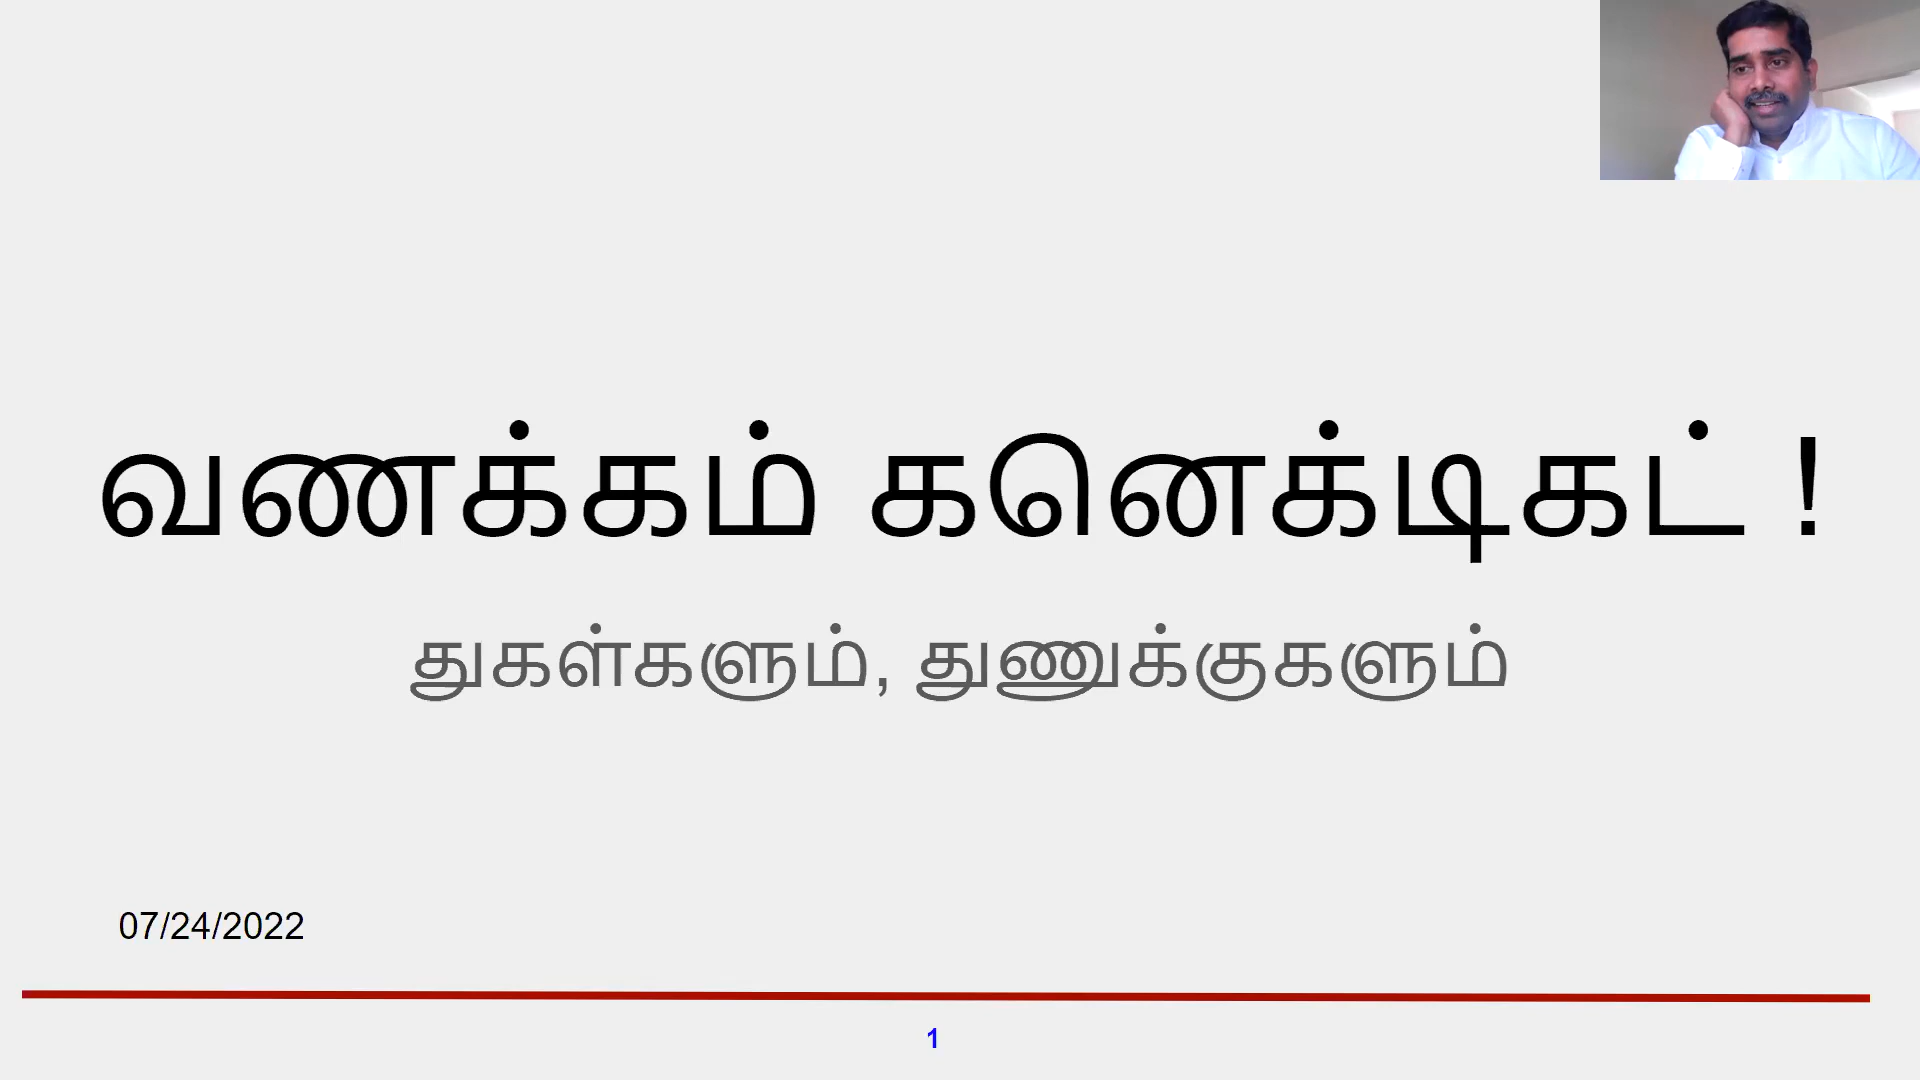 வணக்கம் கனெக்டிகட் !
துகள்களும், துணுக்குகளும்
07/24/2022
1